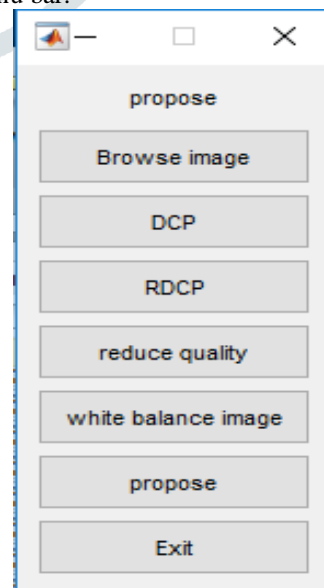 propose
Browse image
DCP
RDCP
reduce quality
white balance image
propose
Exit